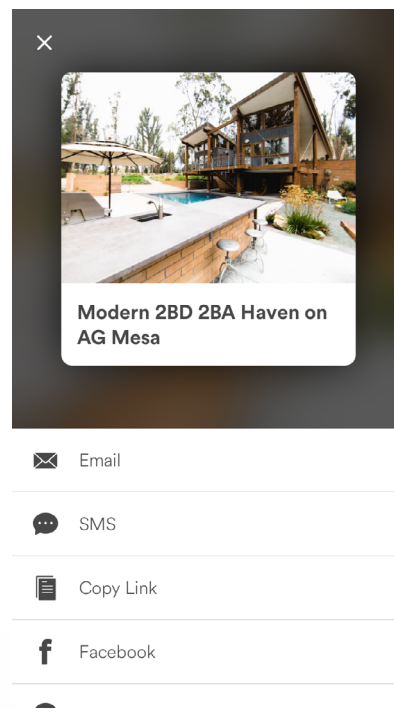 Modern 2BD 2BA Haven on
AG Mesa
Email
SMS
Copy Link
Facebook